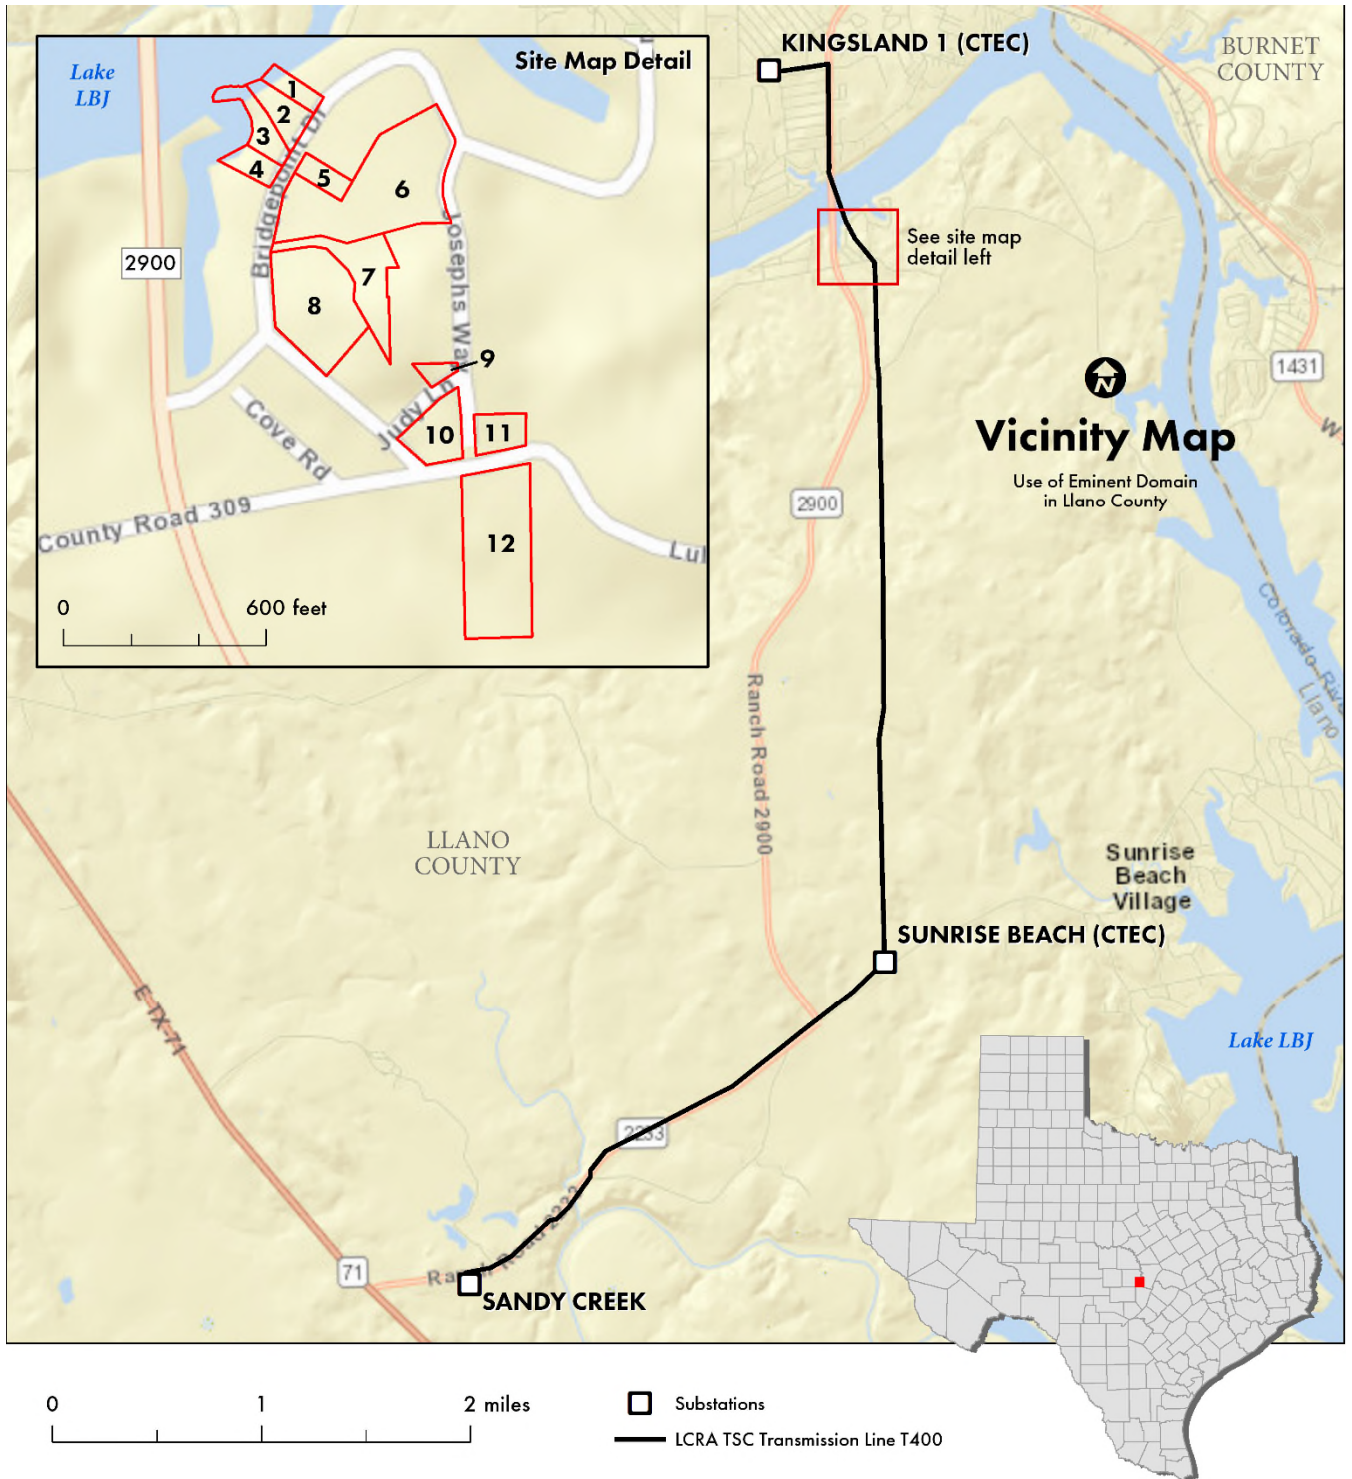 KINGSLAND 1 (CTEC)
BURNET
COUNTY
Site Map Detail
Lake
LBJ
1
2
3
4
5
6
7
8
9
10
11
12
Bridgepoint Dr
Josephs Way
Judy Ln
Cove Rd
County Road 309
2900
0
600 feet
See site map
detail left
1431
N
Vicinity Map
Use of Eminent Domain
in Llano County
2900
Ranch Road 2900
Colorado River
Llano
LLANO
COUNTY
Sunrise
Beach
Village
SUNRISE BEACH (CTEC)
E TX-71
Lake LBJ
2233
Ranch Road 2233
71
SANDY CREEK
0
1
2 miles
Substations
LCRA TSC Transmission Line T400